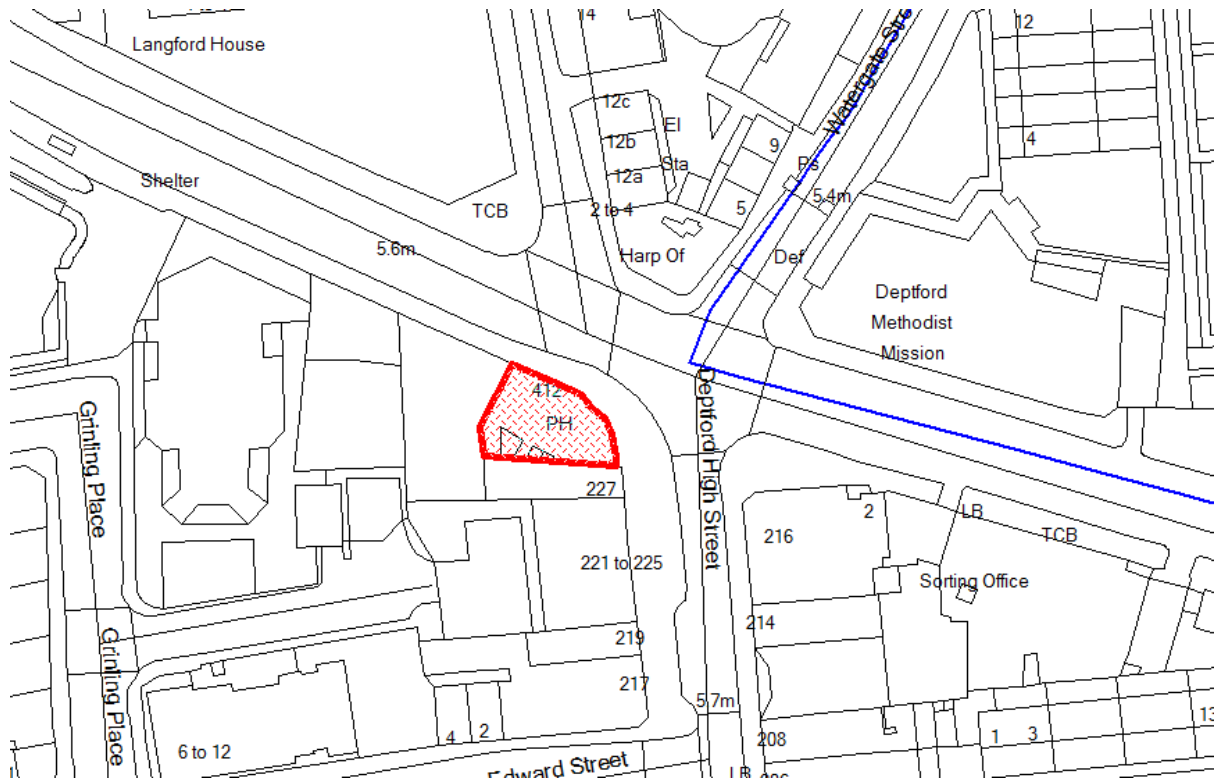 14
12
Langford House
Watergate Stre
12c
El
12b
9
4
Sta
Ps
Shelter
12a
5.4m
TCB
2 to 4
5
5.6m
Harp Of
Def
Deptford
Methodist
Mission
412
PH
Deptford High Street
Grinling Place
227
2
LB
216
TCB
221 to 225
Sorting Office
214
219
Grinling Place
217
5.7m
13
6 to 12
4
2
208
1
3
Edward Street
LB